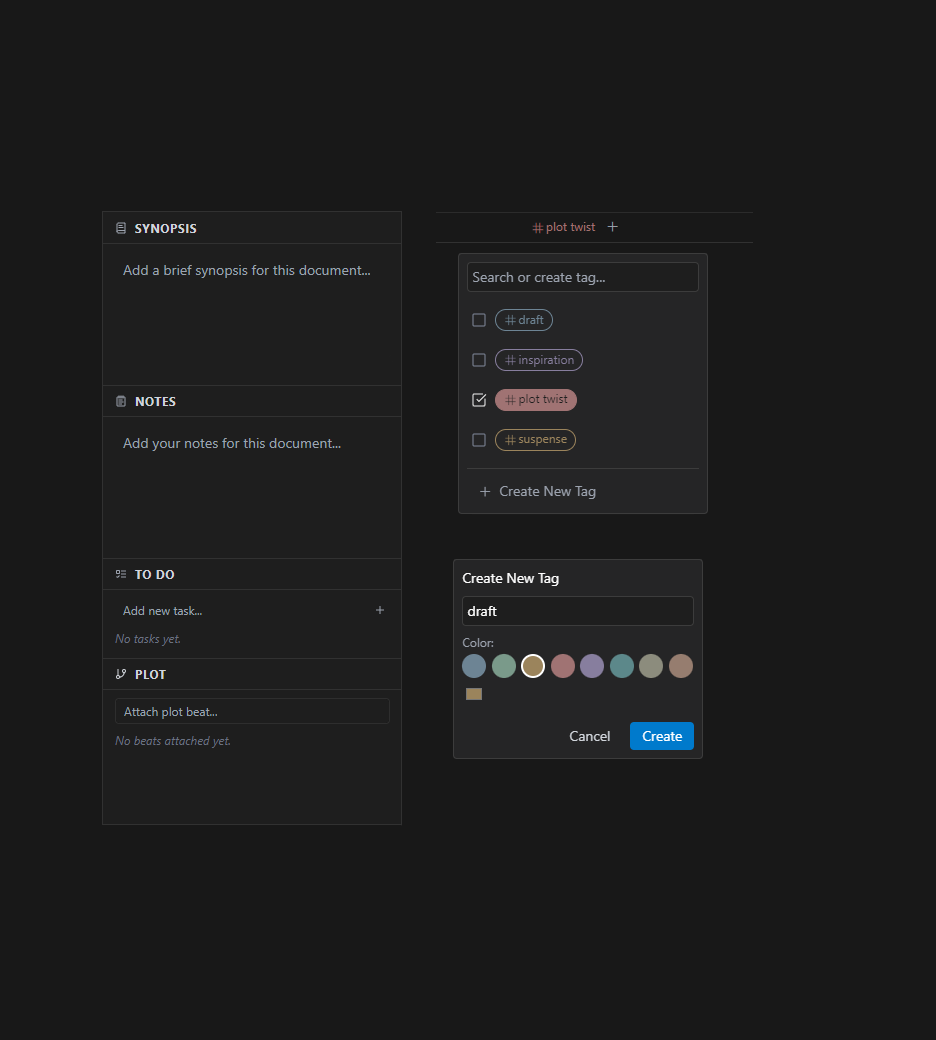 SYNOPSIS
Add a brief synopsis for this document...
NOTES
Add your notes for this document...
TO DO
Add new task...
No tasks yet.
PLOT
Attach plot beat...
No beats attached yet.
# plot twist +
Search or create tag...
# draft
# inspiration
# plot twist
# suspense
+ Create New Tag
Create New Tag
draft
Color:
Cancel Create